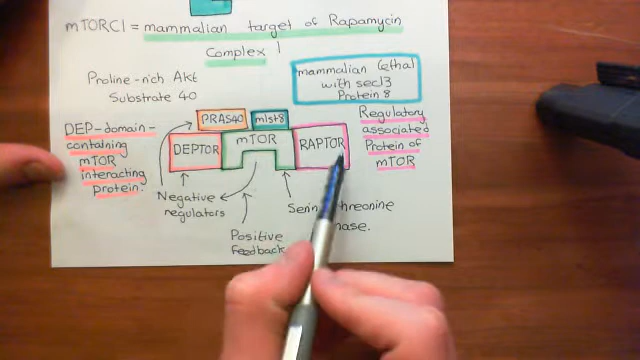 mTORC1 = mammalian target of Rapamycin
Complex 1
mammalian lethal
with sec13
Protein 8
Proline-rich Akt
Substrate 40
PRAS40
mlst8
Regulatory
associated
Protein of
mTOR
DEP-domain-
containing
mTOR
interacting
protein.
DEPTOR
mTOR
RAPTOR
Negative
regulators
Positive
feedback